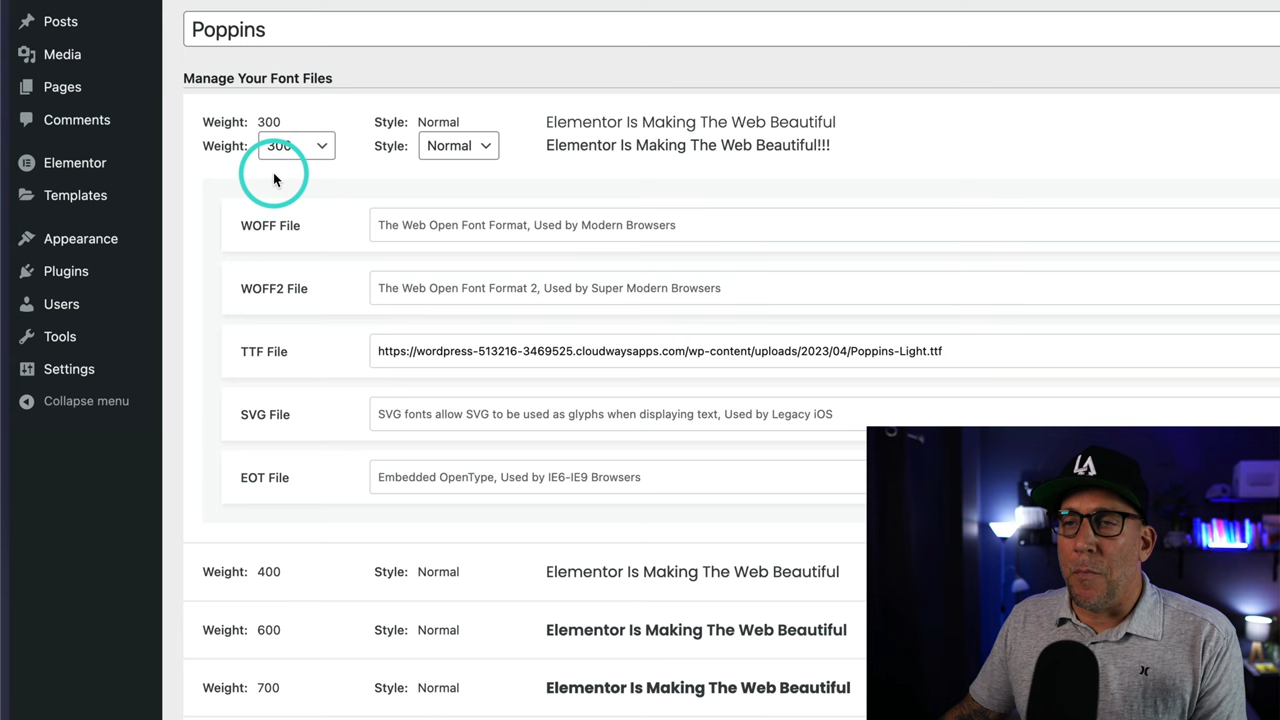 Posts
Media
Pages
Comments
Elementor
Templates
Appearance
Plugins
Users
Tools
Settings
Collapse menu
Poppins
Manage Your Font Files
Weight: 300 Style: Normal Elementor Is Making The Web Beautiful
Weight: 300 Style: Normal Elementor Is Making The Web Beautiful!!!
WOFF File The Web Open Font Format, Used by Modern Browsers
WOFF2 File The Web Open Font Format 2, Used by Super Modern Browsers
TTF File https://wordpress-513216-3469525.cloudwaysapps.com/wp-content/uploads/2023/04/Poppins-Light.ttf
SVG File SVG fonts allow SVG to be used as glyphs when displaying text, Used by Legacy iOS
EOT File Embedded OpenType, Used by IE6-IE9 Browsers
Weight: 400 Style: Normal Elementor Is Making The Web Beautiful
Weight: 600 Style: Normal Elementor Is Making The Web Beautiful
Weight: 700 Style: Normal Elementor Is Making The Web Beautiful
LA